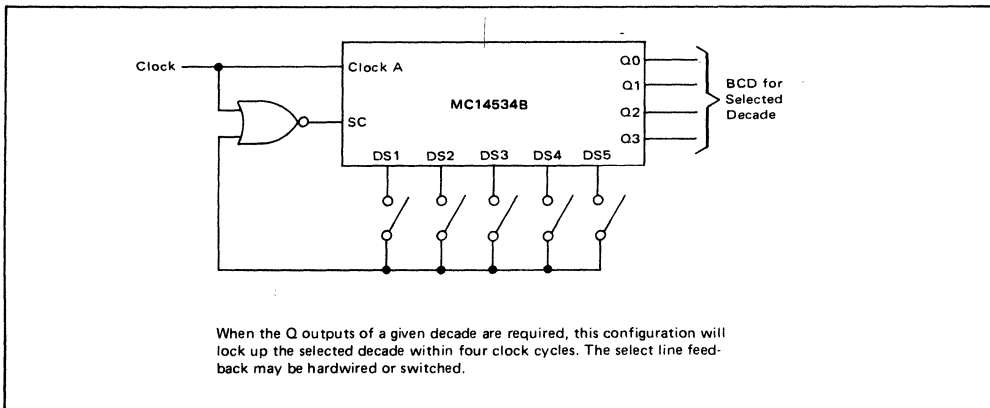 Clock
Clock A
Q0
Q1
BCD for
Selected
Decade
MC14534B
SC
Q2
Q3
DS1 DS2 DS3 DS4 DS5
When the Q outputs of a given decade are required, this configuration will
lock up the selected decade within four clock cycles. The select line feed-
back may be hardwired or switched.